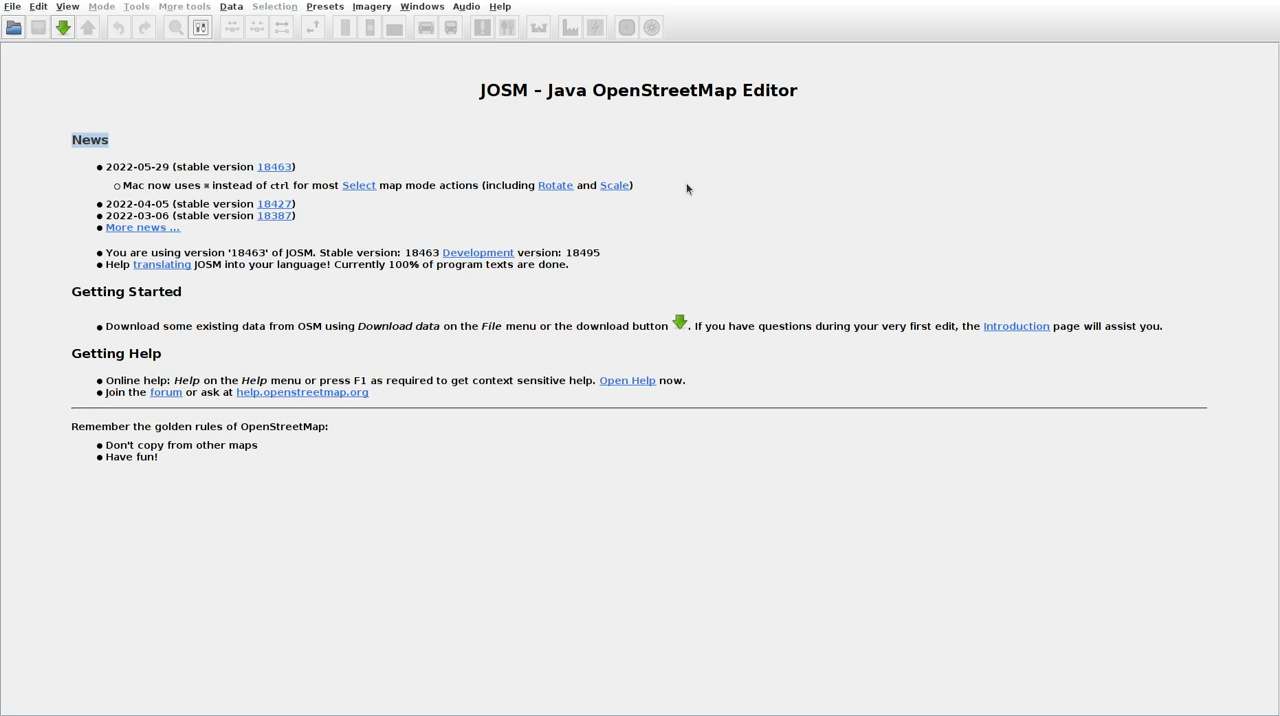 File Edit View Mode Tools More tools Data Selection Presets Imagery Windows Audio Help
JOSM – Java OpenStreetMap Editor
News
2022-05-29 (stable version 18463)
Mac now uses ⌘ instead of ctrl for most Select map mode actions (including Rotate and Scale)
2022-04-05 (stable version 18427)
2022-03-06 (stable version 18387)
More news ...
You are using version '18463' of JOSM. Stable version: 18463 Development version: 18495
Help translating JOSM into your language! Currently 100% of program texts are done.
Getting Started
Download some existing data from OSM using Download data on the File menu or the download button . If you have questions during your very first edit, the Introduction page will assist you.
Getting Help
Online help: Help on the Help menu or press F1 as required to get context sensitive help. Open Help now.
Join the forum or ask at help.openstreetmap.org
Remember the golden rules of OpenStreetMap:
Don't copy from other maps
Have fun!